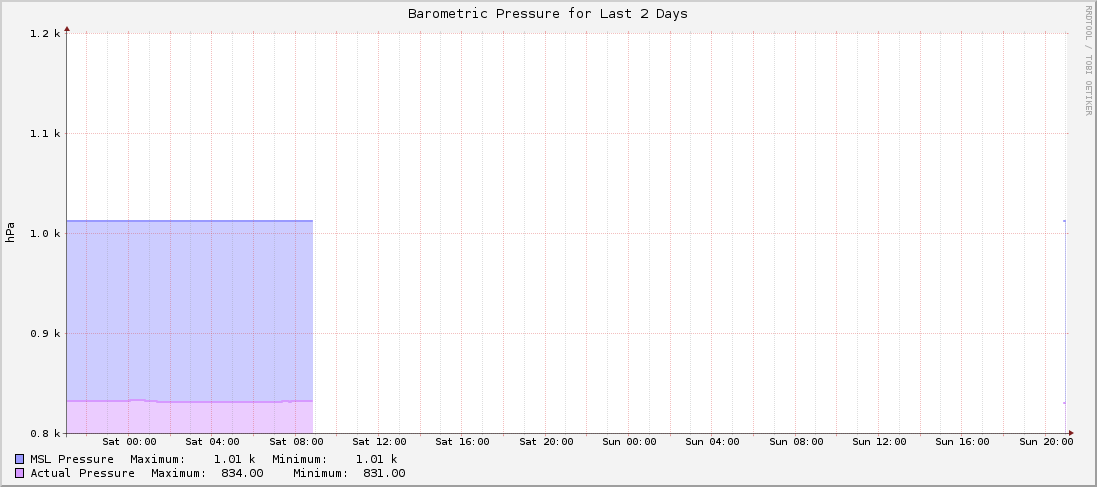 Barometric Pressure for Last 2 Days
RRDTOOL / TOBI OETIKER
1.2 k
1.1 k
1.0 k
0.9 k
0.8 k
hPa
Sat 00:00 Sat 04:00 Sat 08:00 Sat 12:00 Sat 16:00 Sat 20:00 Sun 00:00 Sun 04:00 Sun 08:00 Sun 12:00 Sun 16:00 Sun 20:00
MSL Pressure Maximum: 1.01 k Minimum: 1.01 k
Actual Pressure Maximum: 834.00 Minimum: 831.00